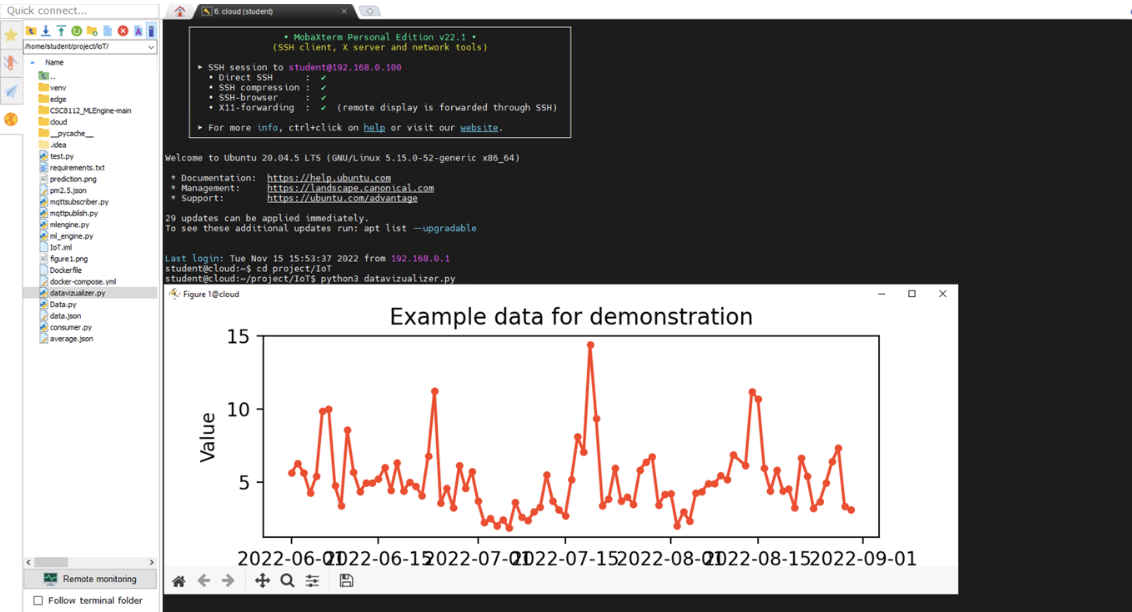 Quick connect...
6. cloud (student)
/home/student/project/IoT/
Name
..
venv
edge
CSC8112_MLEngine-main
cloud
__pycache__
.idea
test.py
requirements.txt
prediction.png
pm2.5.json
mqttsubscriber.py
mqttpublish.py
mlengine.py
ml_engine.py
IoT.iml
figure1.png
Dockerfile
docker-compose.yml
datavizualizer.py
Data.py
data.json
consumer.py
average.json
Remote monitoring
Follow terminal folder
• MobaXterm Personal Edition v22.1 •
(SSH client, X server and network tools)
➤ SSH session to student@192.168.0.100
• Direct SSH : ✔
• SSH compression : ✔
• SSH-browser : ✔
• X11-forwarding : ✔ (remote display is forwarded through SSH)
➤ For more info, ctrl+click on help or visit our website.
Welcome to Ubuntu 20.04.5 LTS (GNU/Linux 5.15.0-52-generic x86_64)
* Documentation: https://help.ubuntu.com
* Management: https://landscape.canonical.com
* Support: https://ubuntu.com/advantage
29 updates can be applied immediately.
To see these additional updates run: apt list --upgradable
Last login: Tue Nov 15 15:53:37 2022 from 192.168.0.1
student@cloud:~$ cd project/IoT
student@cloud:~/project/IoT$ python3 datavizualizer.py
Figure 1@cloud
Example data for demonstration
Value
15
10
5
2022-06-01
2022-06-15
2022-07-01
2022-07-15
2022-08-01
2022-08-15
2022-09-01